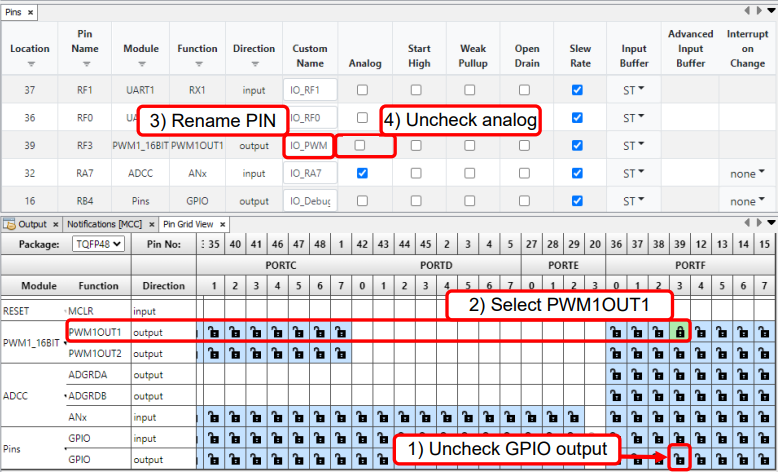 Pins ×
Location Pin Name Module Function Direction Custom Name Analog Start High Weak Pullup Open Drain Slew Rate Input Buffer Advanced Input Buffer Interrupt on Change
37 RF1 UART1 RX1 input IO_RF1 ST
36 RF0 output IO_RF0 ST
3) Rename PIN
4) Uncheck analog
39 RF3 PWM1_16BIT PWM1OUT1 output IO_PWM ST
32 RA7 ADCC ANx input IO_RA7 ST none
16 RB4 Pins GPIO output IO_Debug ST none
Output × Notifications [MCC] × Pin Grid View ×
Package: TQFP48 Pin No: 35 40 41 46 47 48 1 42 43 44 45 2 3 4 5 27 28 29 20 36 37 38 39 12 13 14 15
PORTC PORTD PORTE PORTF
Module Function Direction 1 2 3 4 5 6 7 0 1 2 3 4 5 6 7 0 1 2 3 0 1 2 3 4 5 6 7
2) Select PWM1OUT1
RESET MCLR input
PWM1_16BIT PWM1OUT1 output
PWM1OUT2 output
ADCC ADGRDA output
ADGRDB output
ANx input
Pins GPIO input
GPIO output
1) Uncheck GPIO output